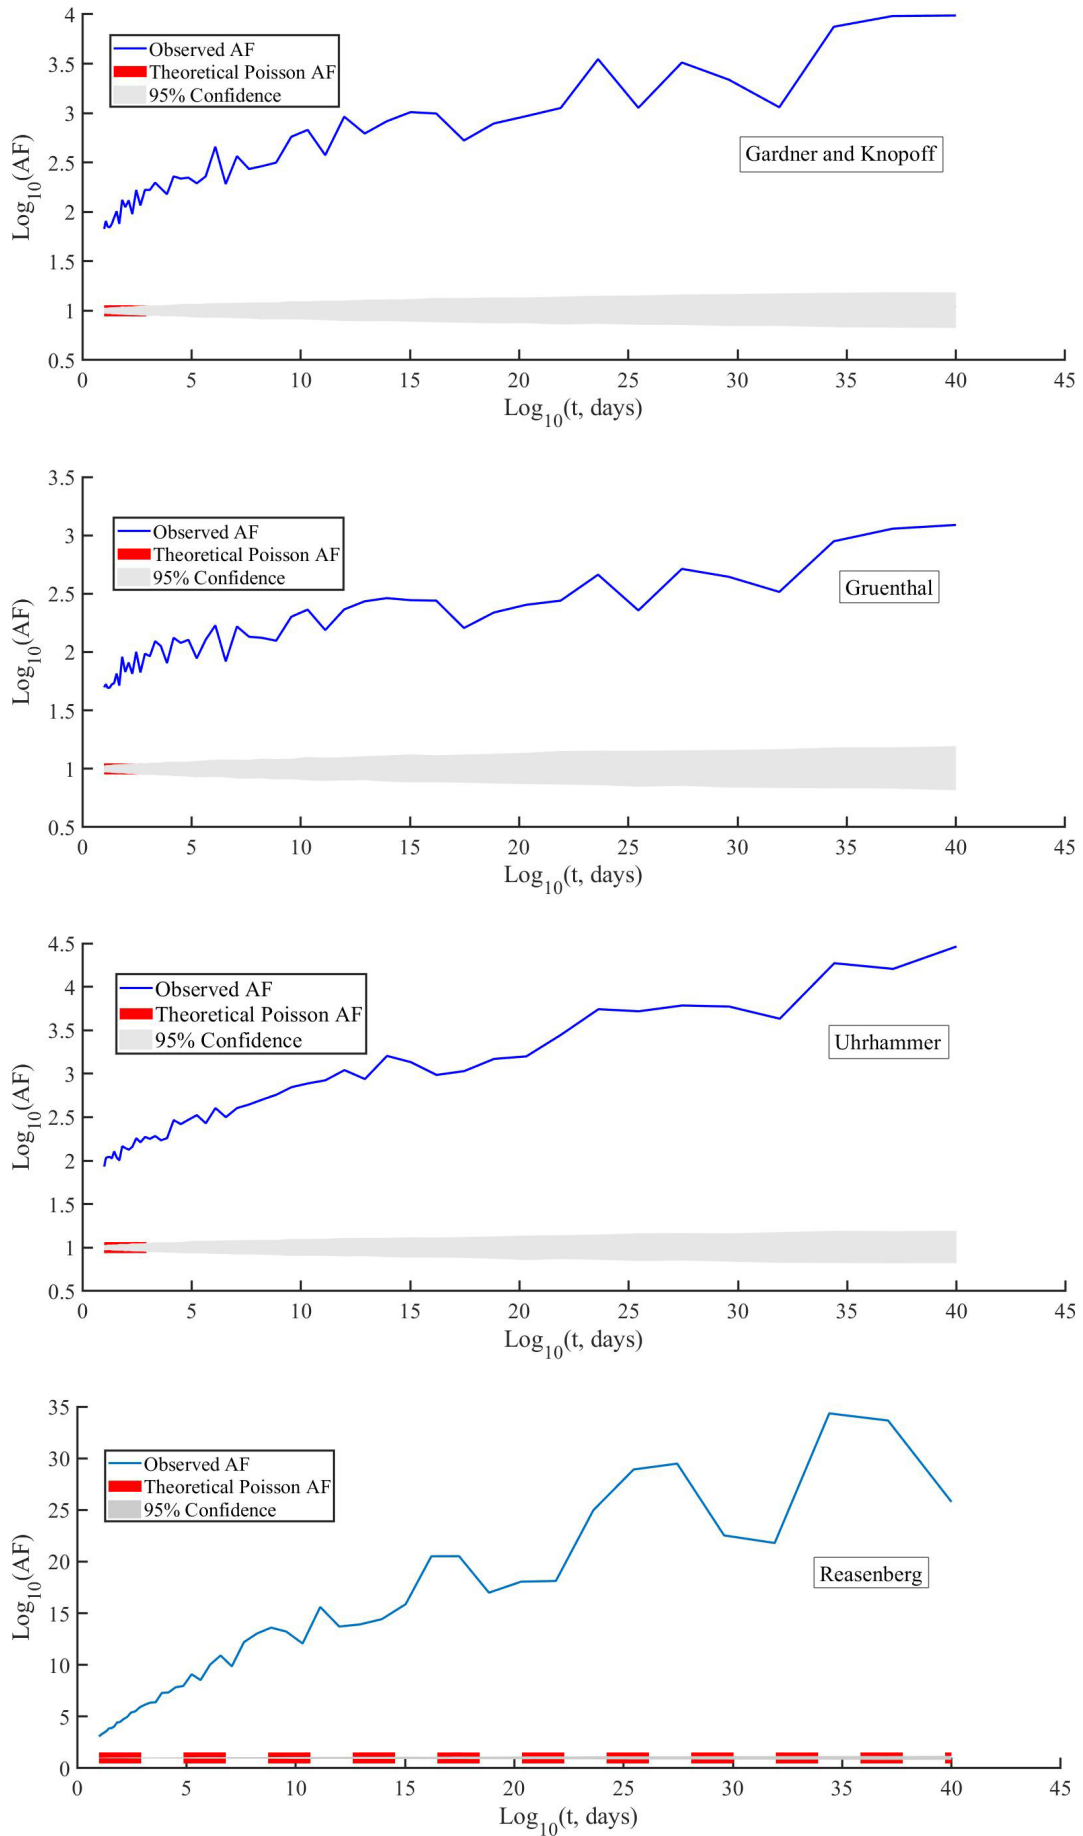 4
3.5
3
2.5
2
1.5
1
0.5
Log10(AF)
Observed AF
Theoretical Poisson AF
95% Confidence
Gardner and Knopoff
0 5 10 15 20 25 30 35 40 45
Log10(t, days)
3.5
3
2.5
2
1.5
1
0.5
Log10(AF)
Observed AF
Theoretical Poisson AF
95% Confidence
Gruenthal
0 5 10 15 20 25 30 35 40 45
Log10(t, days)
4.5
4
3.5
3
2.5
2
1.5
1
0.5
Log10(AF)
Observed AF
Theoretical Poisson AF
95% Confidence
Uhrhammer
0 5 10 15 20 25 30 35 40 45
Log10(t, days)
35
30
25
20
15
10
5
0
Log10(AF)
Observed AF
Theoretical Poisson AF
95% Confidence
Reasenberg
0 5 10 15 20 25 30 35 40 45
Log10(t, days)